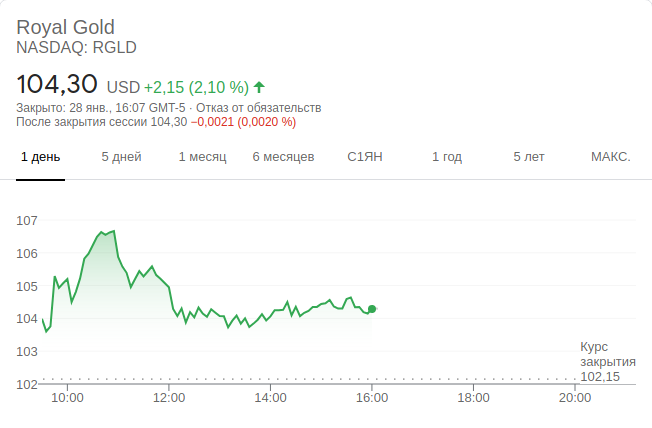 Royal Gold
NASDAQ: RGLD
104,30 USD +2,15 (2,10 %)
Закрыто: 28 янв., 16:07 GMT-5 · Отказ от обязательств
После закрытия сессии 104,30 −0,0021 (0,0020 %)
1 день 5 дней 1 месяц 6 месяцев С1ЯН 1 год 5 лет МАКС.
107
106
105
104
103
102
Курс
закрытия
102,15
10:00 12:00 14:00 16:00 18:00 20:00